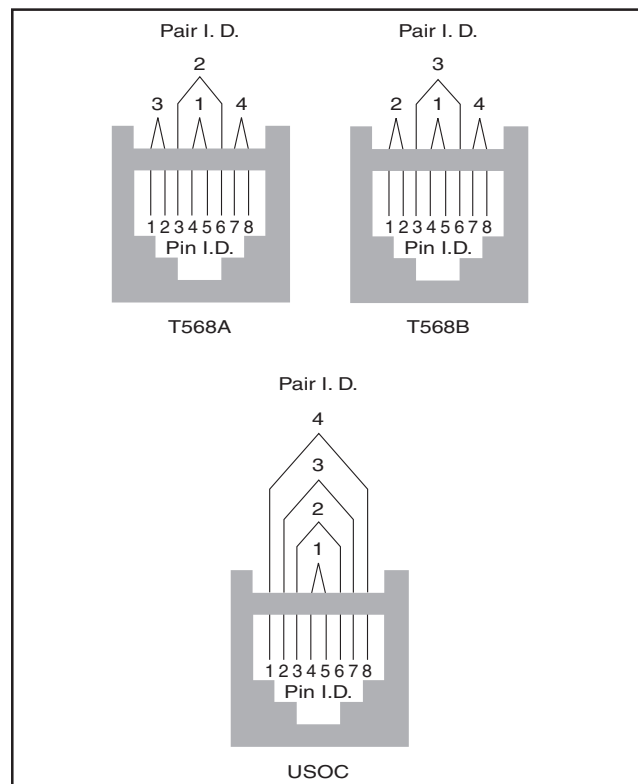 Pair I. D.
Pair I. D.
2
3
3 1 4
2 1 4
1 2 3 4 5 6 7 8
1 2 3 4 5 6 7 8
Pin I.D.
Pin I.D.
T568A
T568B
Pair I. D.
4
3
2
1
1 2 3 4 5 6 7 8
Pin I.D.
USOC